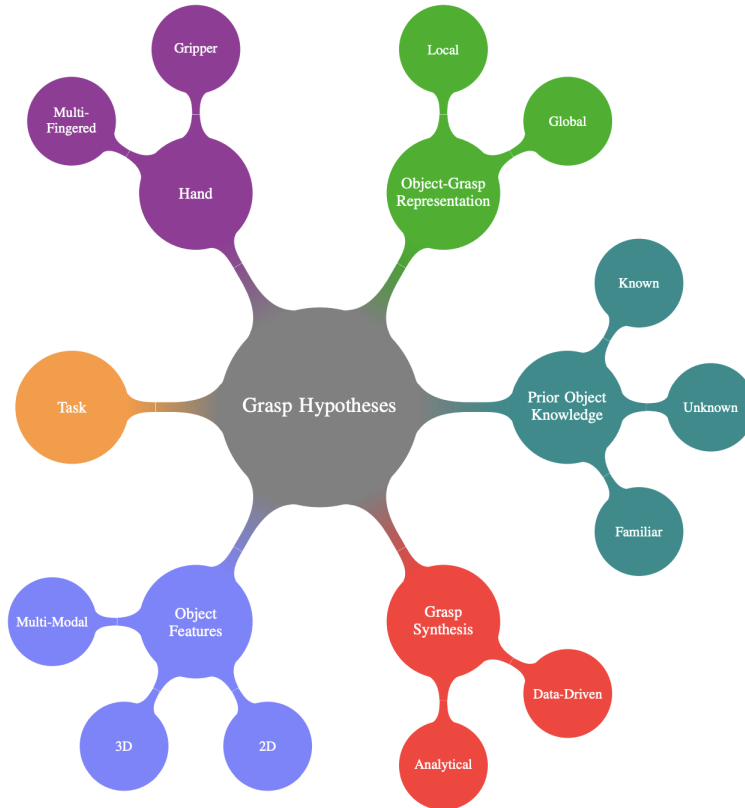 Gripper
Local
Multi-
Fingered
Global
Hand
Object-Grasp
Representation
Known
Task
Grasp Hypotheses
Prior Object
Knowledge
Unknown
Familiar
Multi-Modal
Object
Features
Grasp
Synthesis
Data-Driven
3D
2D
Analytical